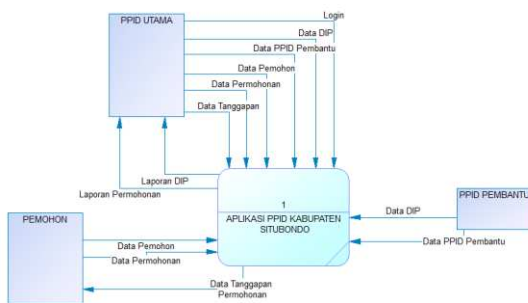 Login
PPID UTAMA
Data DIP
Data PPID Pembantu
Data Pemohon
Data Permohonan
Data Tanggapan
Laporan DIP
Laporan Permohonan
1
APLIKASI PPID KABUPATEN
SITUBONDO
PPID PEMBANTU
Data DIP
Data PPID Pembantu
PEMOHON
Data Pemohon
Data Permohonan
Data Tanggapan
Permohonan